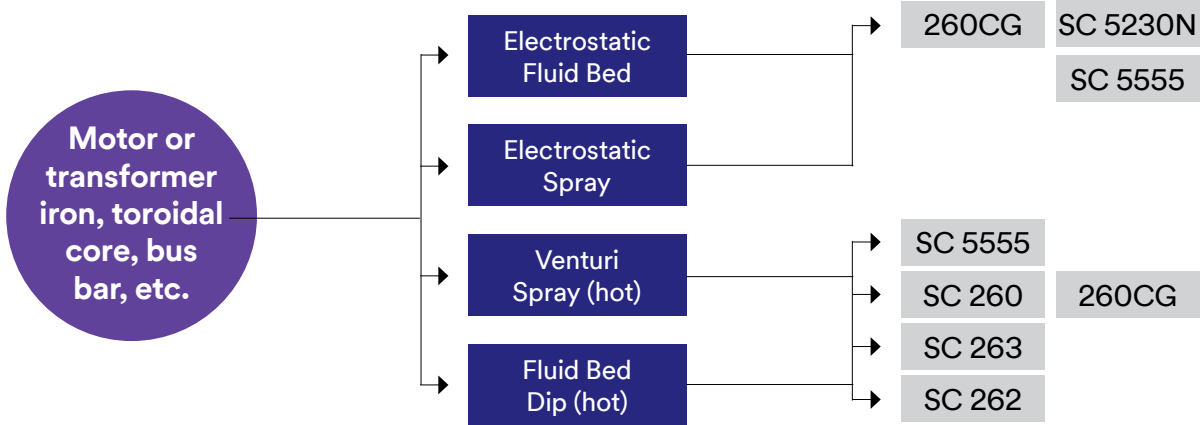 Motor or
transformer
iron, toroidal
core, bus
bar, etc.
Electrostatic
Fluid Bed
Electrostatic
Spray
Venturi
Spray (hot)
Fluid Bed
Dip (hot)
260CG
SC 5230N
SC 5555
SC 5555
SC 260
260CG
SC 263
SC 262